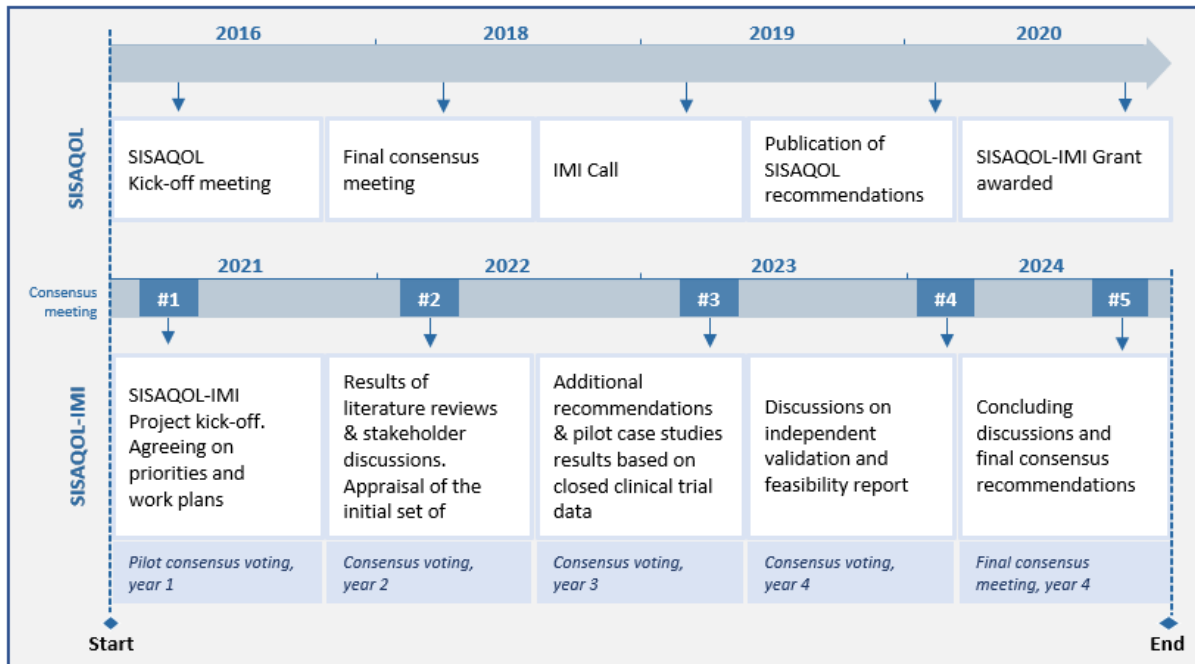 2016
2018
2019
2020
SISAQOL
SISAQOL
Kick-off meeting
Final consensus
meeting
IMI Call
Publication of
SISAQOL
recommendations
SISAQOL-IMI Grant
awarded
2021
2022
2023
2024
Consensus
meeting
#1
#2
#3
#4
#5
SISAQOL-IMI
SISAQOL-IMI
Project kick-off.
Agreeing on
priorities and
work plans
Results of
literature reviews
& stakeholder
discussions.
Appraisal of the
initial set of
Additional
recommendations
& pilot case studies
results based on
closed clinical trial
data
Discussions on
independent
validation and
feasibility report
Concluding
discussions and
final consensus
recommendations
Pilot consensus voting,
year 1
Consensus voting,
year 2
Consensus voting,
year 3
Consensus voting,
year 4
Final consensus
meeting, year 4
Start
End